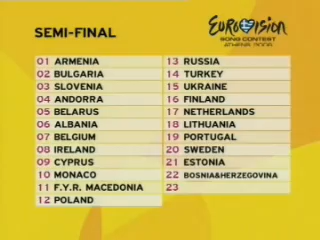 SEMI-FINAL
EUROVISION
SONG CONTEST
ATHENS 2006
01 ARMENIA
02 BULGARIA
03 SLOVENIA
04 ANDORRA
05 BELARUS
06 ALBANIA
07 BELGIUM
08 IRELAND
09 CYPRUS
10 MONACO
11 F.Y.R. MACEDONIA
12 POLAND
13 RUSSIA
14 TURKEY
15 UKRAINE
16 FINLAND
17 NETHERLANDS
18 LITHUANIA
19 PORTUGAL
20 SWEDEN
21 ESTONIA
22 BOSNIA&HERZEGOVINA
23